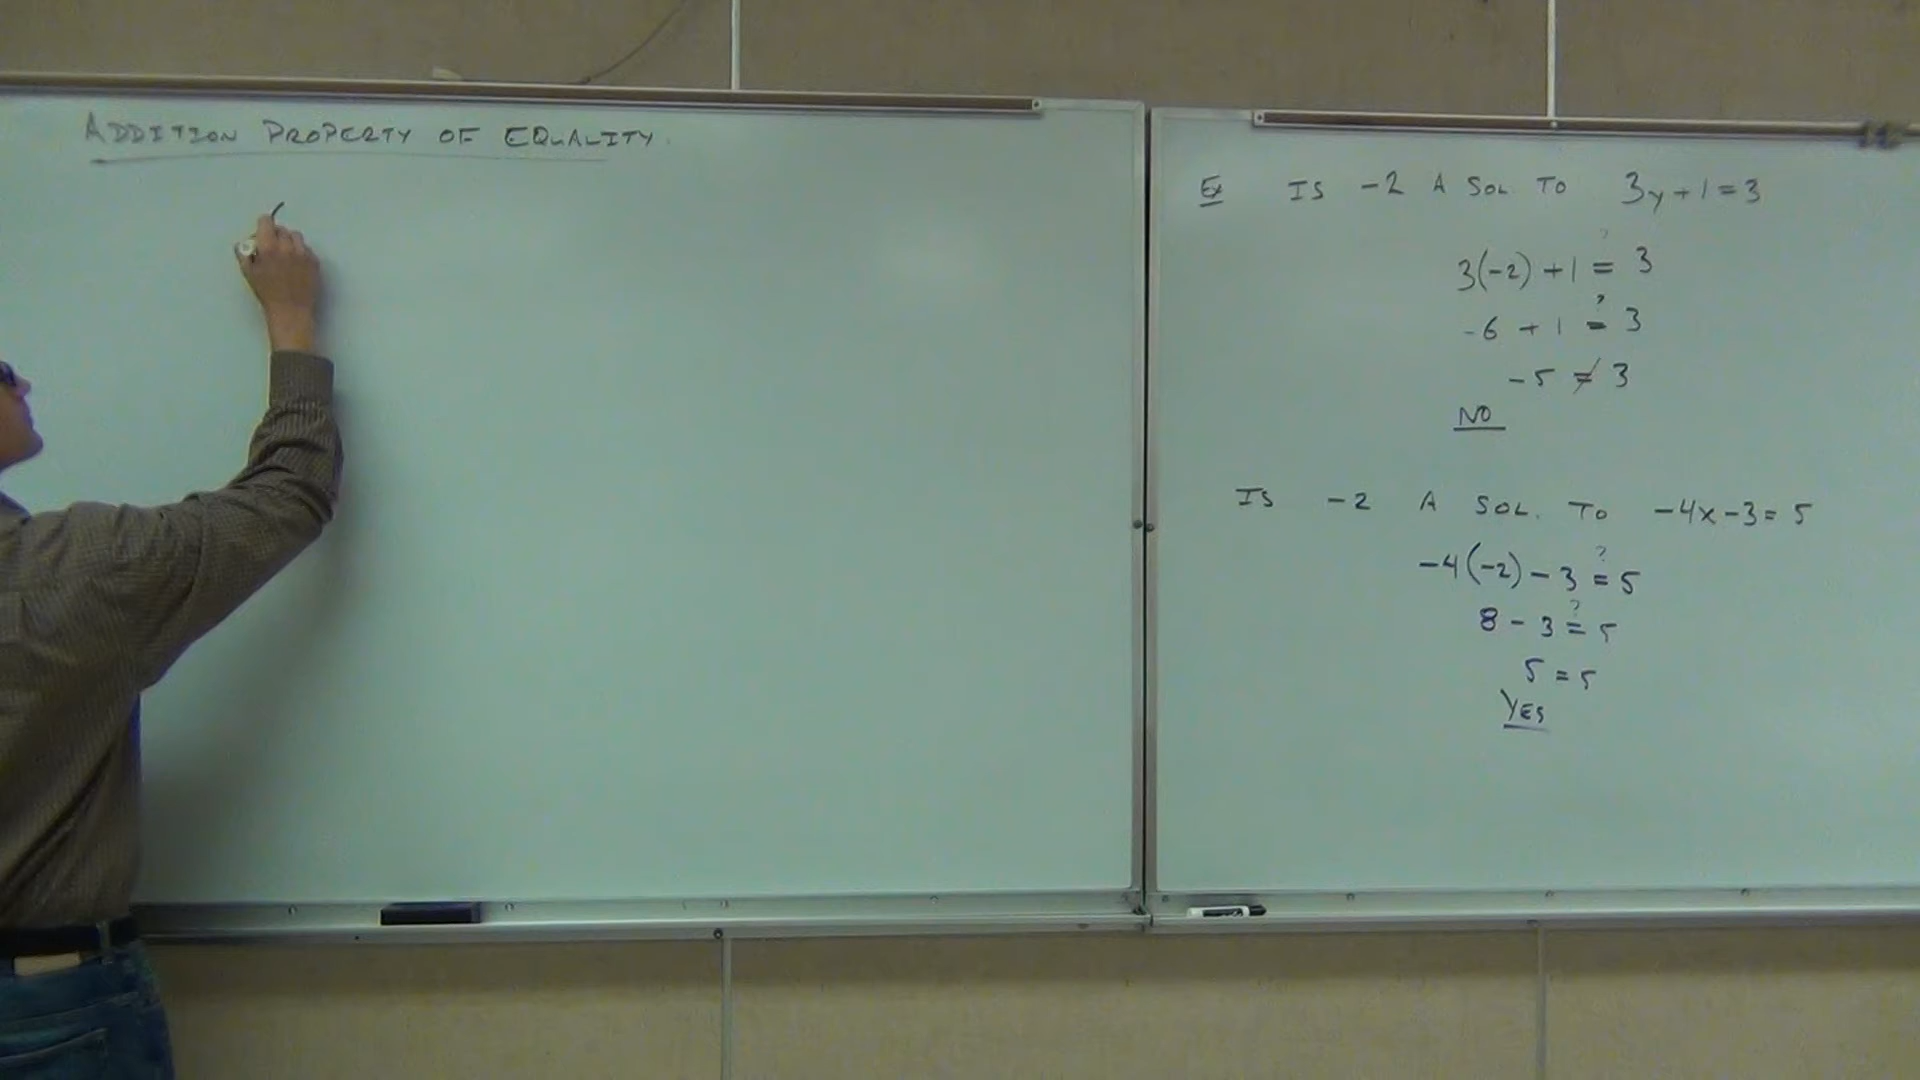 ADDITION PROPERTY OF EQUALITY.
Ex IS -2 A SOL TO 3y+1=3
3(-2) +1 ?= 3
-6 + 1 ?= 3
-5 ≠ 3
NO
IS -2 A SOL. TO -4x-3=5
-4(-2) - 3 ?= 5
8 - 3 ?= 5
5 = 5
YES